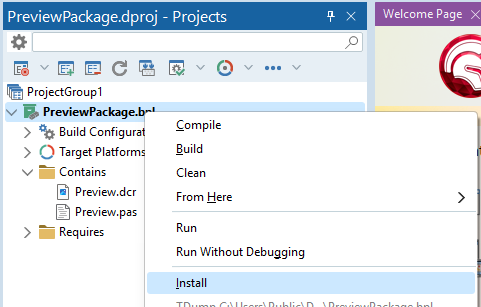 PreviewPackage.dproj - Projects
Welcome Page
ProjectGroup1
PreviewPackage.bpl
Build Configurat
Target Platforms
Contains
Preview.dcr
Preview.pas
Requires
Compile
Build
Clean
From Here
Run
Run Without Debugging
Install
TDump C:\Users\Public\D...\PreviewPackage.bpl